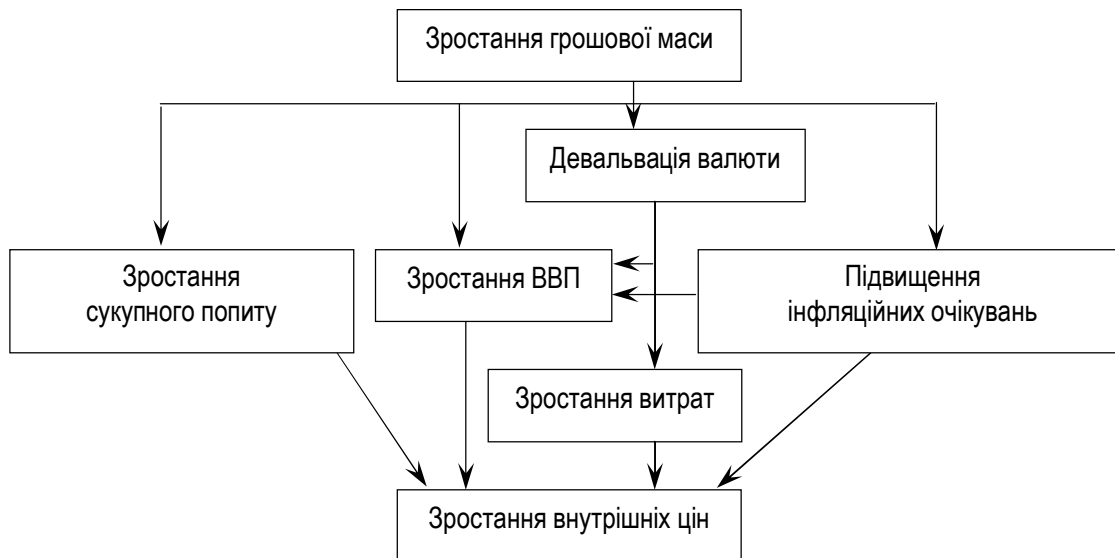 Зростання грошової маси
Девальвація валюти
Зростання
сукупного попиту
Зростання ВВП
Підвищення
інфляційних очікувань
Зростання витрат
Зростання внутрішніх цін